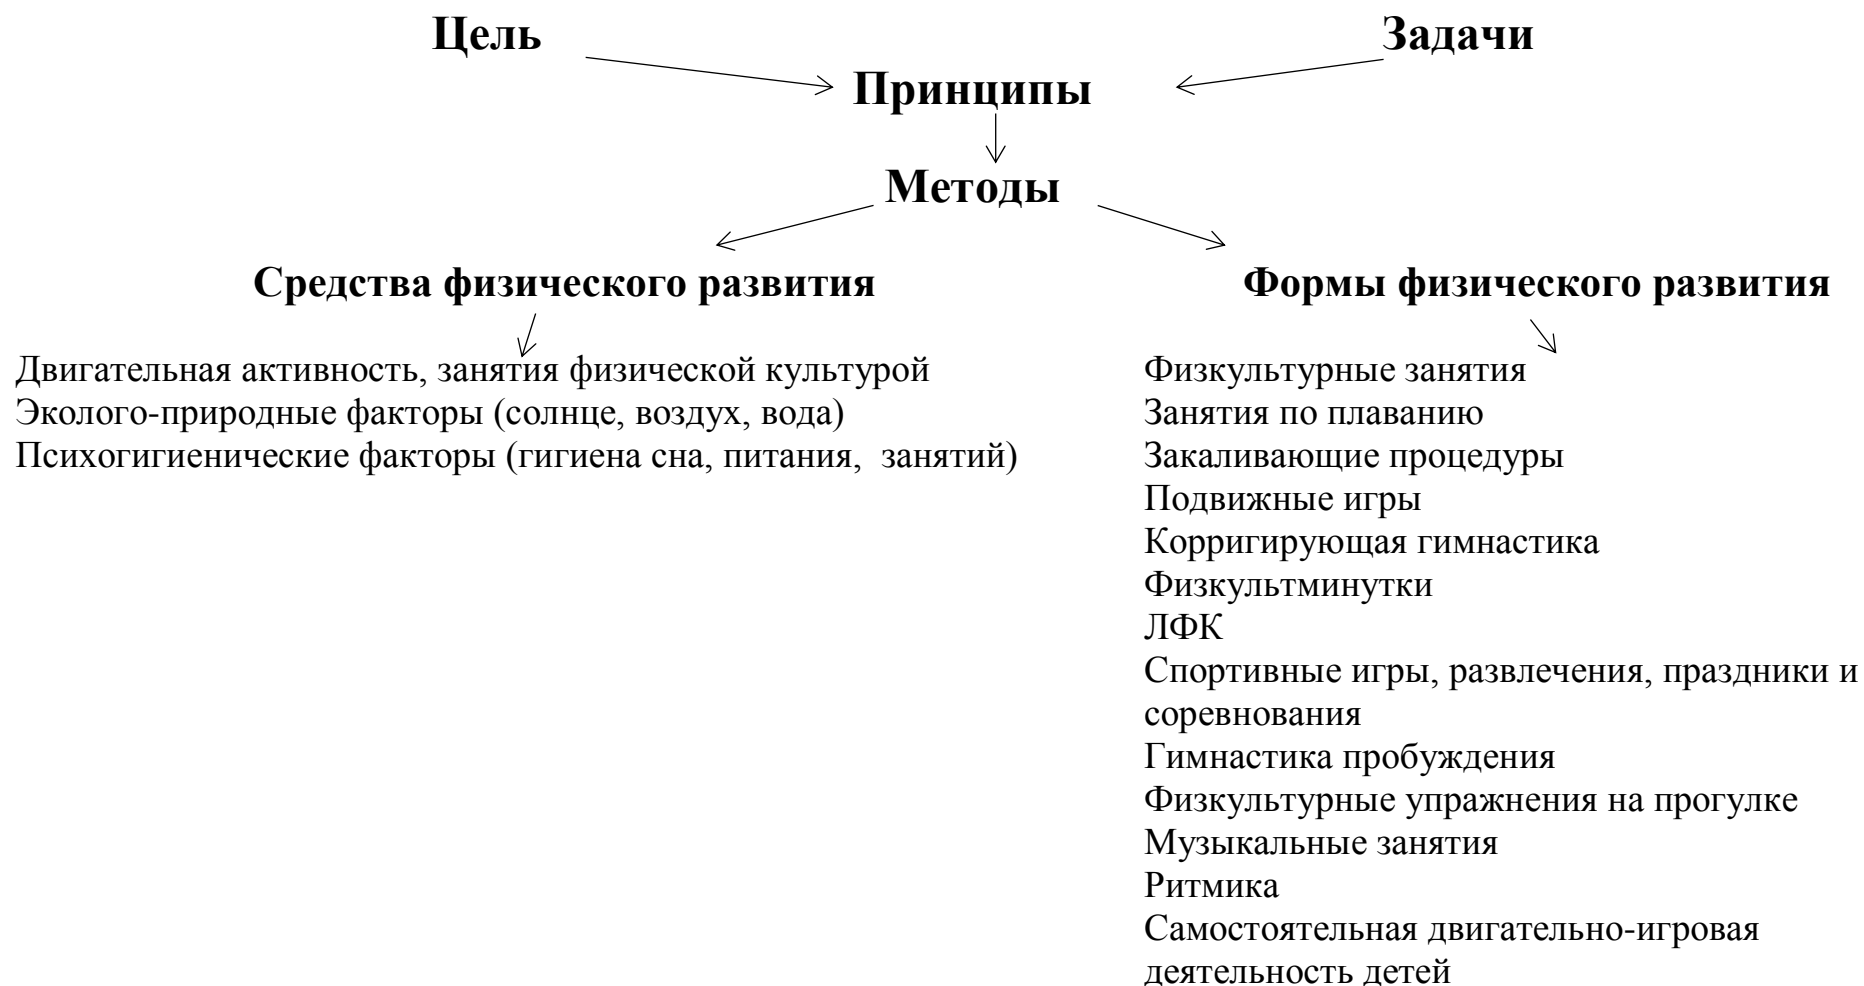 Цель
Задачи
Принципы
Методы
Средства физического развития
Формы физического развития
Двигательная активность, занятия физической культурой
Эколого-природные факторы (солнце, воздух, вода)
Психогигиенические факторы (гигиена сна, питания,  занятий)
Физкультурные занятия
Занятия по плаванию
Закаливающие процедуры
Подвижные игры
Корригирующая гимнастика
Физкультминутки
ЛФК
Спортивные игры, развлечения, праздники и
соревнования
Гимнастика пробуждения
Физкультурные упражнения на прогулке
Музыкальные занятия
Ритмика
Самостоятельная двигательно-игровая
деятельность детей